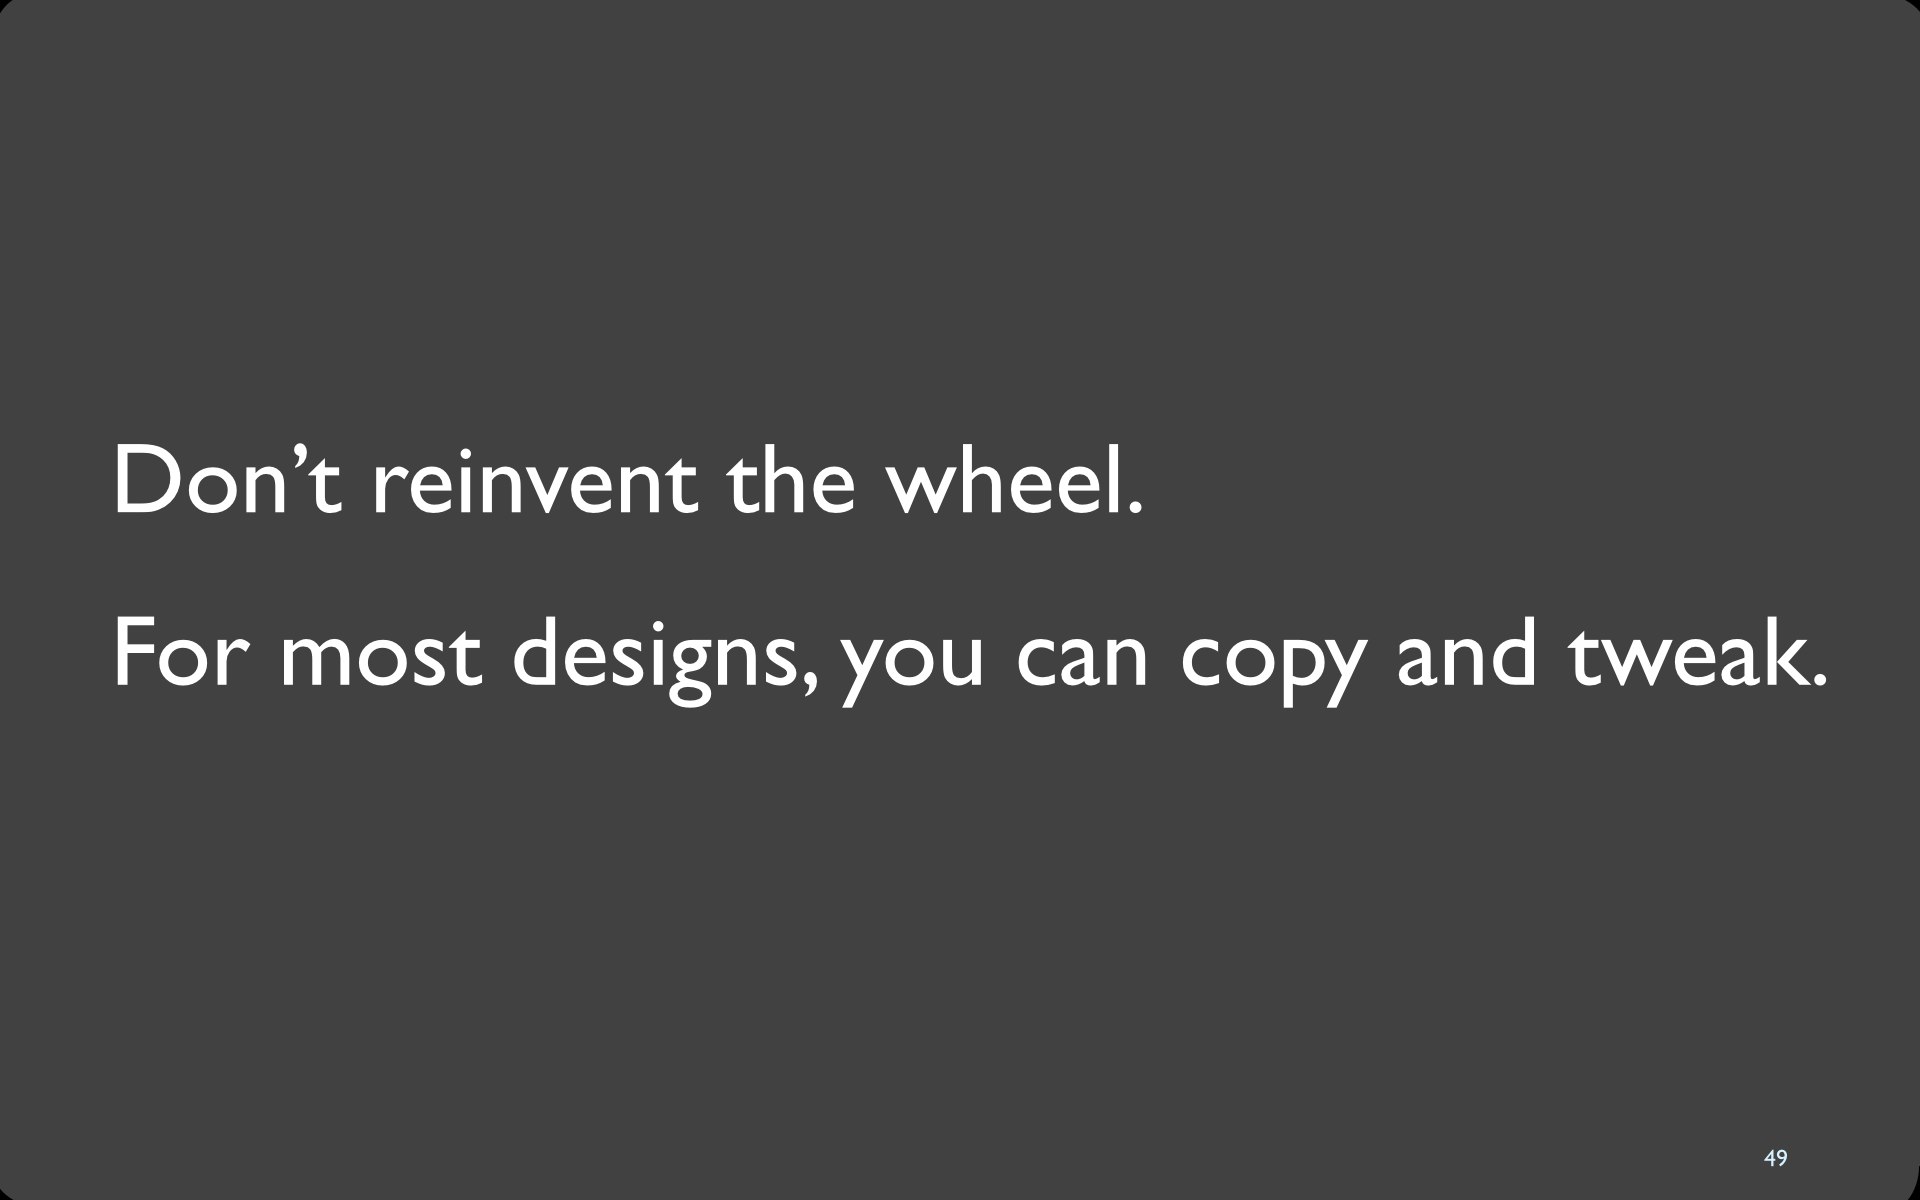 Don’t reinvent the wheel.
For most designs, you can copy and tweak.
49